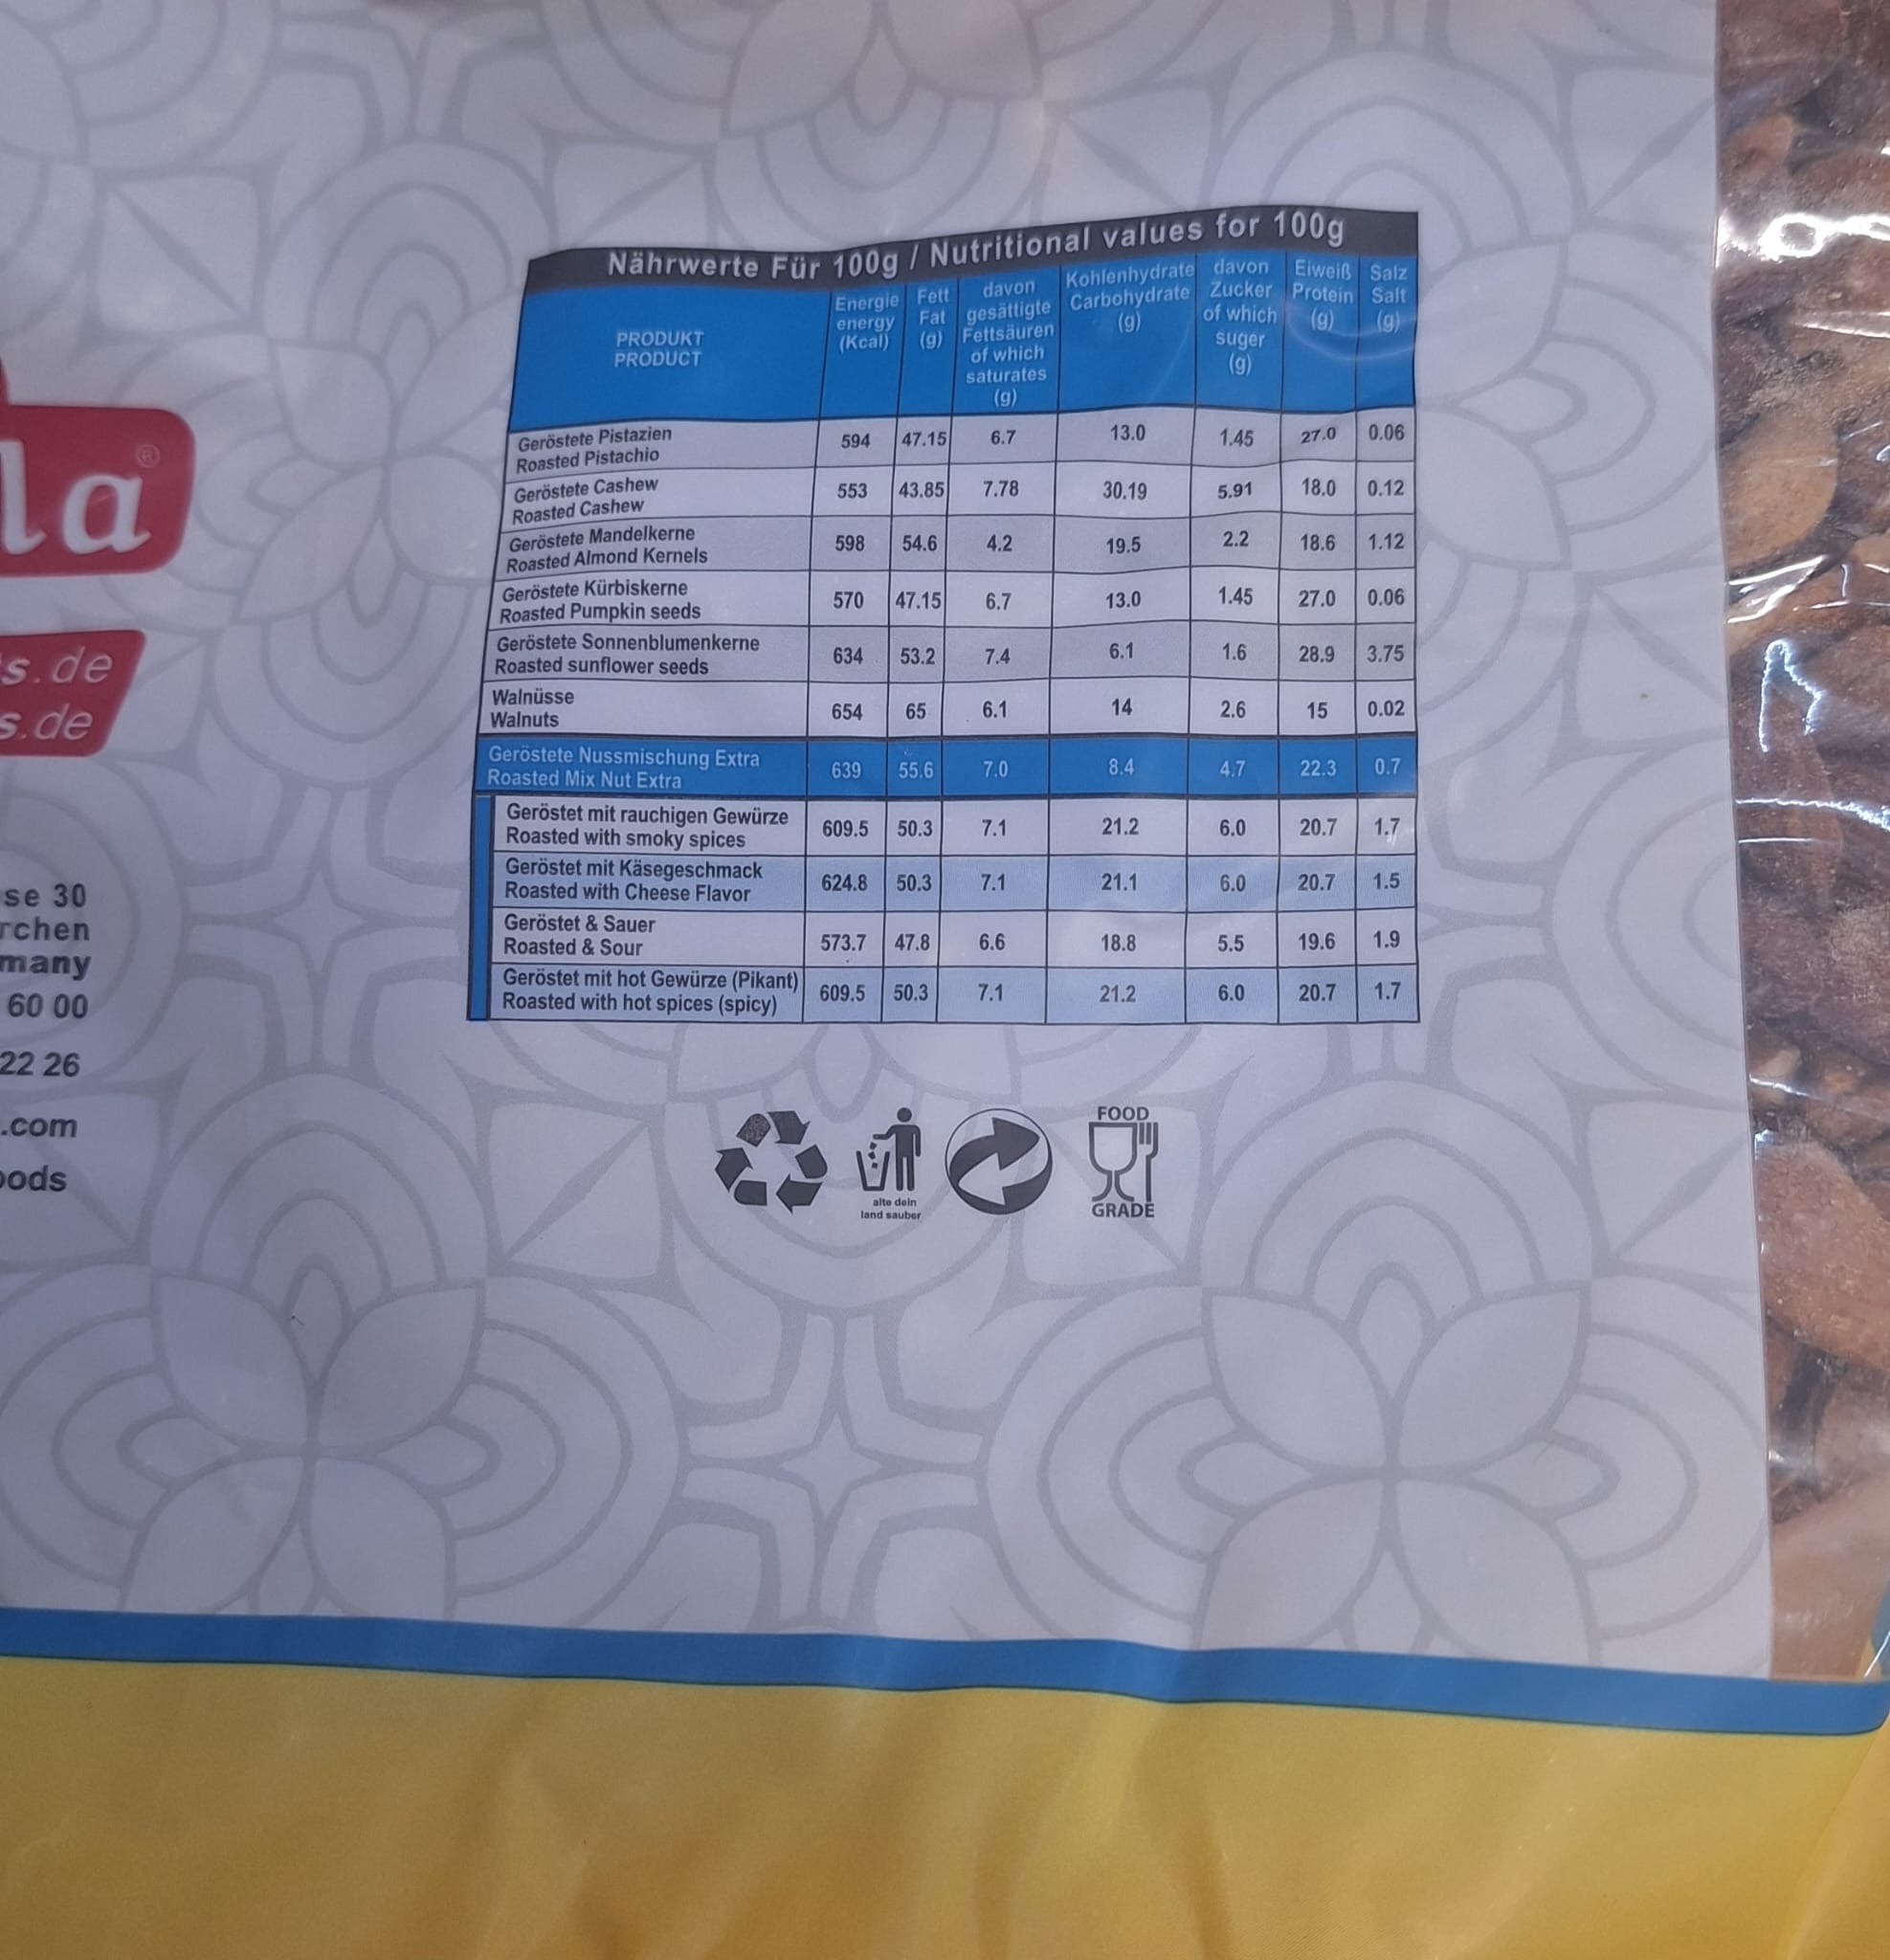 la®
s.de
s.de
se 30
rchen
many
60 00
22 26
.com
oods
Nährwerte Für 100g / Nutritional values for 100g
PRODUKT
PRODUCT
Energie
energy
(Kcal)
Fett
Fat
(g)
davon
gesättigte
Fettsäuren
of which
saturates
(g)
Kohlenhydrate
Carbohydrate
(g)
davon
Zucker
of which
suger
(g)
Eiweiß
Protein
(g)
Salz
Salt
(g)
Geröstete Pistazien
Roasted Pistachio
594 47.15 6.7 13.0 1.45 27.0 0.06
Geröstete Cashew
Roasted Cashew
553 43.85 7.78 30.19 5.91 18.0 0.12
Geröstete Mandelkerne
Roasted Almond Kernels
598 54.6 4.2 19.5 2.2 18.6 1.12
Geröstete Kürbiskerne
Roasted Pumpkin seeds
570 47.15 6.7 13.0 1.45 27.0 0.06
Geröstete Sonnenblumenkerne
Roasted sunflower seeds
634 53.2 7.4 6.1 1.6 28.9 3.75
Walnüsse
Walnuts
654 65 6.1 14 2.6 15 0.02
Geröstete Nussmischung Extra
Roasted Mix Nut Extra
639 55.6 7.0 8.4 4.7 22.3 0.7
Geröstet mit rauchigen Gewürze
Roasted with smoky spices
609.5 50.3 7.1 21.2 6.0 20.7 1.7
Geröstet mit Käsegeschmack
Roasted with Cheese Flavor
624.8 50.3 7.1 21.1 6.0 20.7 1.5
Geröstet & Sauer
Roasted & Sour
573.7 47.8 6.6 18.8 5.5 19.6 1.9
Geröstet mit hot Gewürze (Pikant)
Roasted with hot spices (spicy)
609.5 50.3 7.1 21.2 6.0 20.7 1.7
alte dein
land sauber
FOOD
GRADE